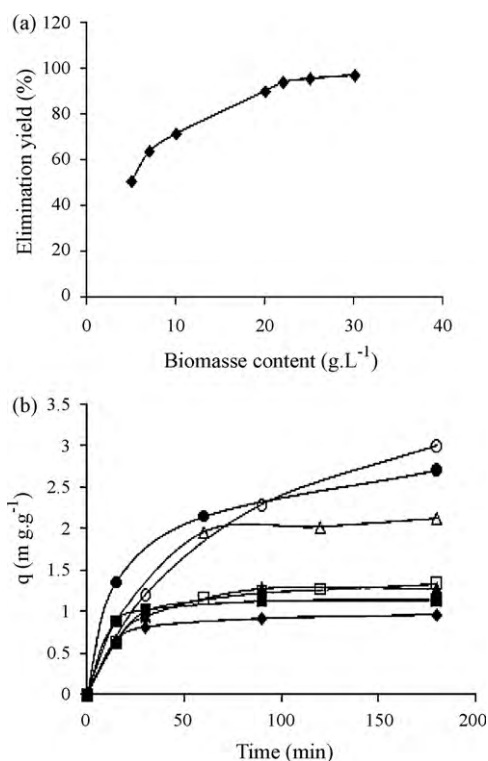 (a)
120
100
80
60
40
20
0
Elimination yield (%)
0 10 20 30 40
Biomasse content (g.L-1)
(b)
3.5
3
2.5
2
1.5
1
0.5
0
q (m g.g-1)
0 50 100 150 200
Time (min)